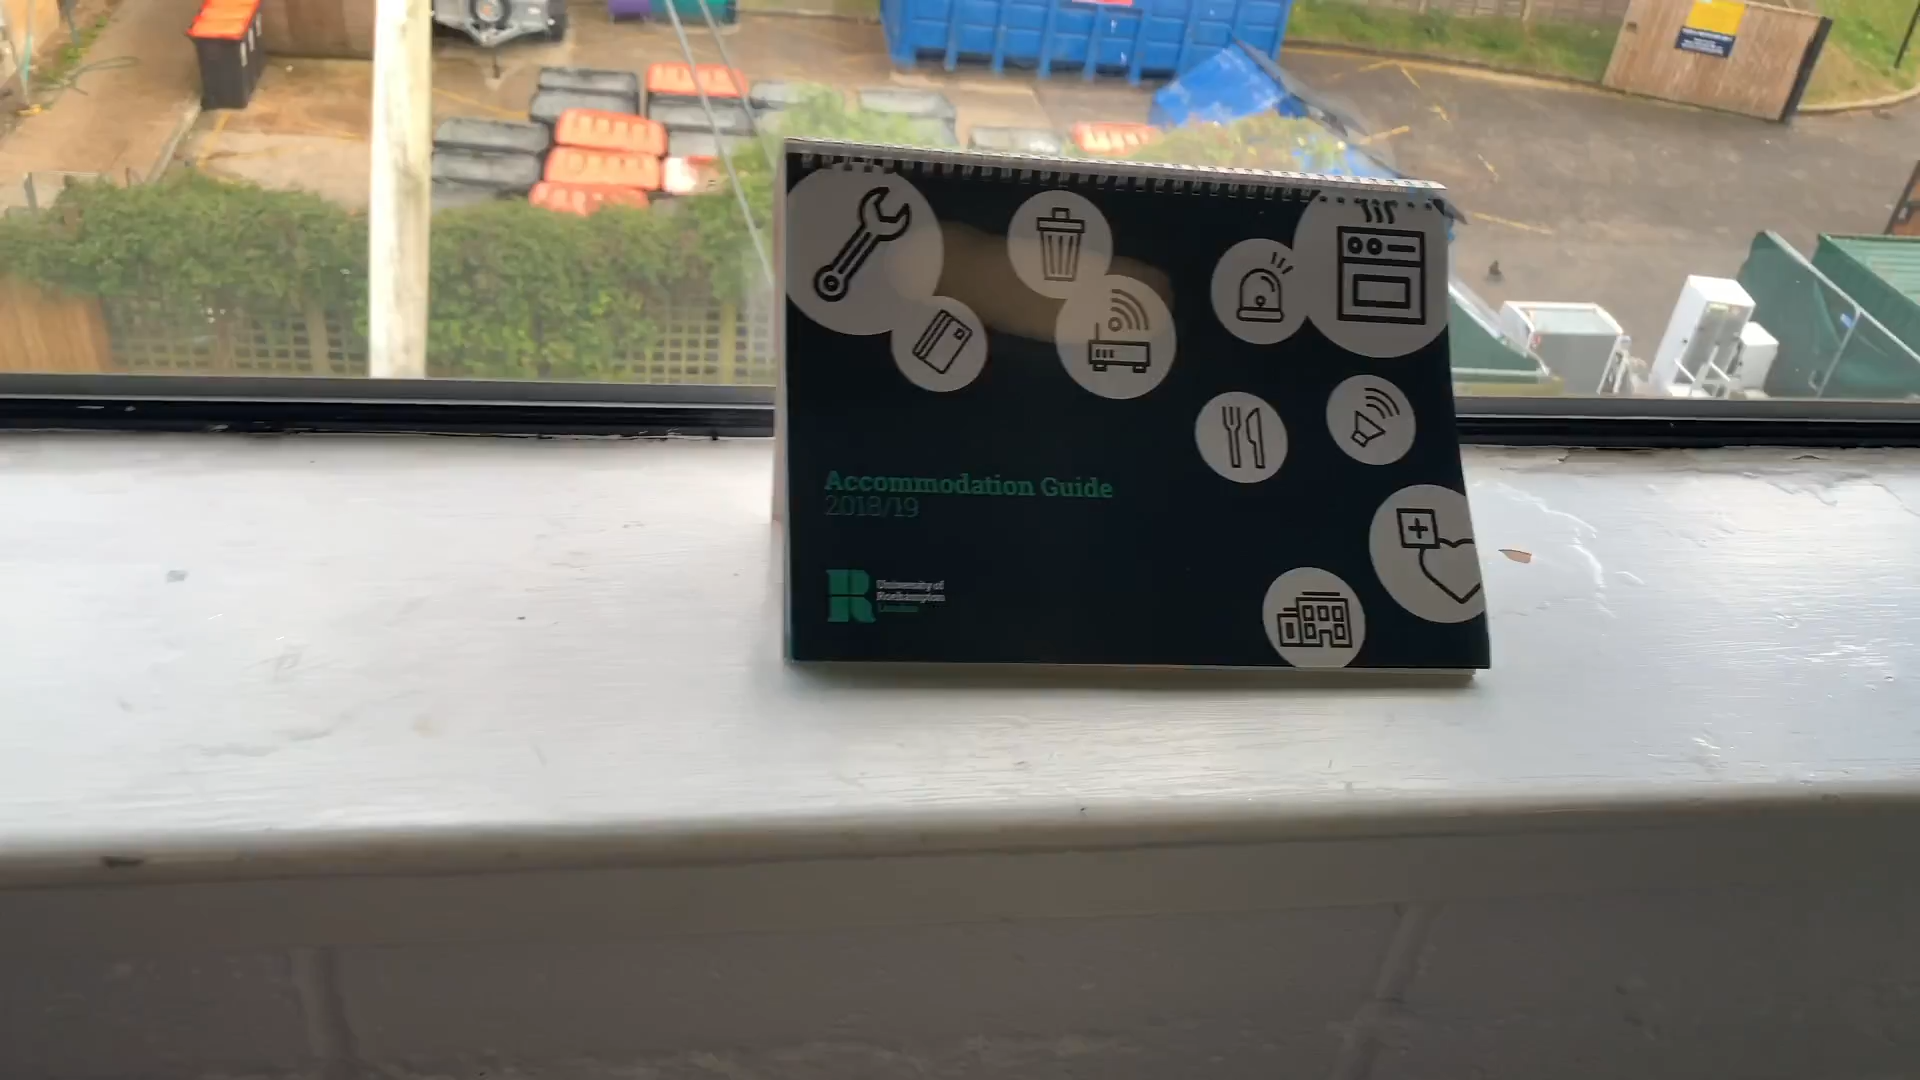 Accommodation Guide
2018/19
University of
Roehampton
London